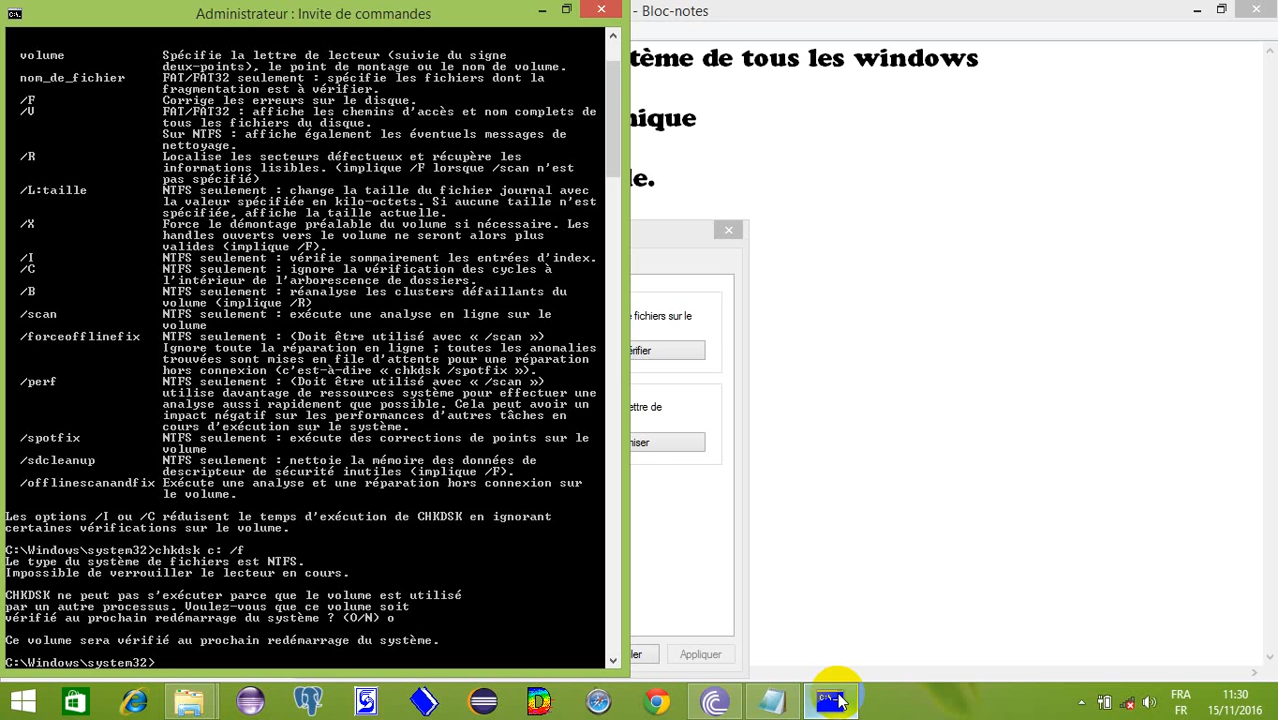 Administrateur : Invite de commandes
- Bloc-notes
volume Spécifie la lettre de lecteur (suivie du signe
deux-points), le point de montage ou le nom de volume.
nom_de_fichier FAT/FAT32 seulement : spécifie les fichiers dont la
fragmentation est à vérifier.
/F Corrige les erreurs sur le disque.
/V FAT/FAT32 : affiche les chemins d'accès et nom complets de
tous les fichiers du disque.
Sur NTFS : affiche également les éventuels messages de
nettoyage.
/R Localise les secteurs défectueux et récupère les
informations lisibles. (implique /F lorsque /scan n'est
pas spécifié)
/L:taille NTFS seulement : change la taille du fichier journal avec
la valeur spécifiée en kilo-octets. Si aucune taille n'est
spécifiée, affiche la taille actuelle.
/X Force le démontage préalable du volume si nécessaire. Les
handles ouverts vers le volume ne seront alors plus
valides (implique /F).
/I NTFS seulement : vérifie sommairement les entrées d'index.
/C NTFS seulement : ignore la vérification des cycles à
l'intérieur de l'arborescence de dossiers.
/B NTFS seulement : réanalyse les clusters défaillants du
volume (implique /R)
/scan NTFS seulement : exécute une analyse en ligne sur le
volume
/forceofflinefix NTFS seulement : (Doit être utilisé avec « /scan »)
Ignore toute la réparation en ligne ; toutes les anomalies
trouvées sont mises en file d'attente pour une réparation
hors connexion (c'est-à-dire « chkdsk /spotfix »).
/perf NTFS seulement : (Doit être utilisé avec « /scan »)
utilise davantage de ressources système pour effectuer une
analyse aussi rapidement que possible. Cela peut avoir un
impact négatif sur les performances d'autres tâches en
cours d'exécution sur le système.
/spotfix NTFS seulement : exécute des corrections de points sur le
volume
/sdcleanup NTFS seulement : nettoie la mémoire des données de
descripteur de sécurité inutiles (implique /F).
/offlinescanandfix Exécute une analyse et une réparation hors connexion sur
le volume.
Les options /I ou /C réduisent le temps d'exécution de CHKDSK en ignorant
certaines vérifications sur le volume.
C:\Windows\system32>chkdsk c: /f
Le type du système de fichiers est NTFS.
Impossible de verrouiller le lecteur en cours.
CHKDSK ne peut pas s'exécuter parce que le volume est utilisé
par un autre processus. Voulez-vous que ce volume soit
vérifié au prochain redémarrage du système ? (O/N) o
Ce volume sera vérifié au prochain redémarrage du système.
C:\Windows\system32>
tème de tous les windows
nique
le.
e fichiers sur le
érifier
ettre de
niser
ler Appliquer
FRA
FR
11:30
15/11/2016